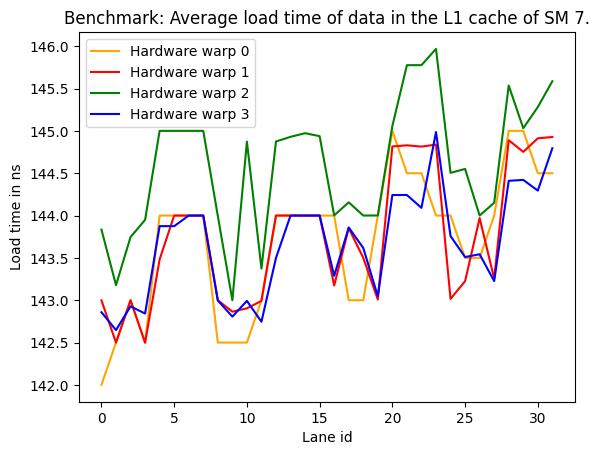 Benchmark: Average load time of data in the L1 cache of SM 7.
Hardware warp 0
Hardware warp 1
Hardware warp 2
Hardware warp 3
Load time in ns
146.0
145.5
145.0
144.5
144.0
143.5
143.0
142.5
142.0
0 5 10 15 20 25 30
Lane id